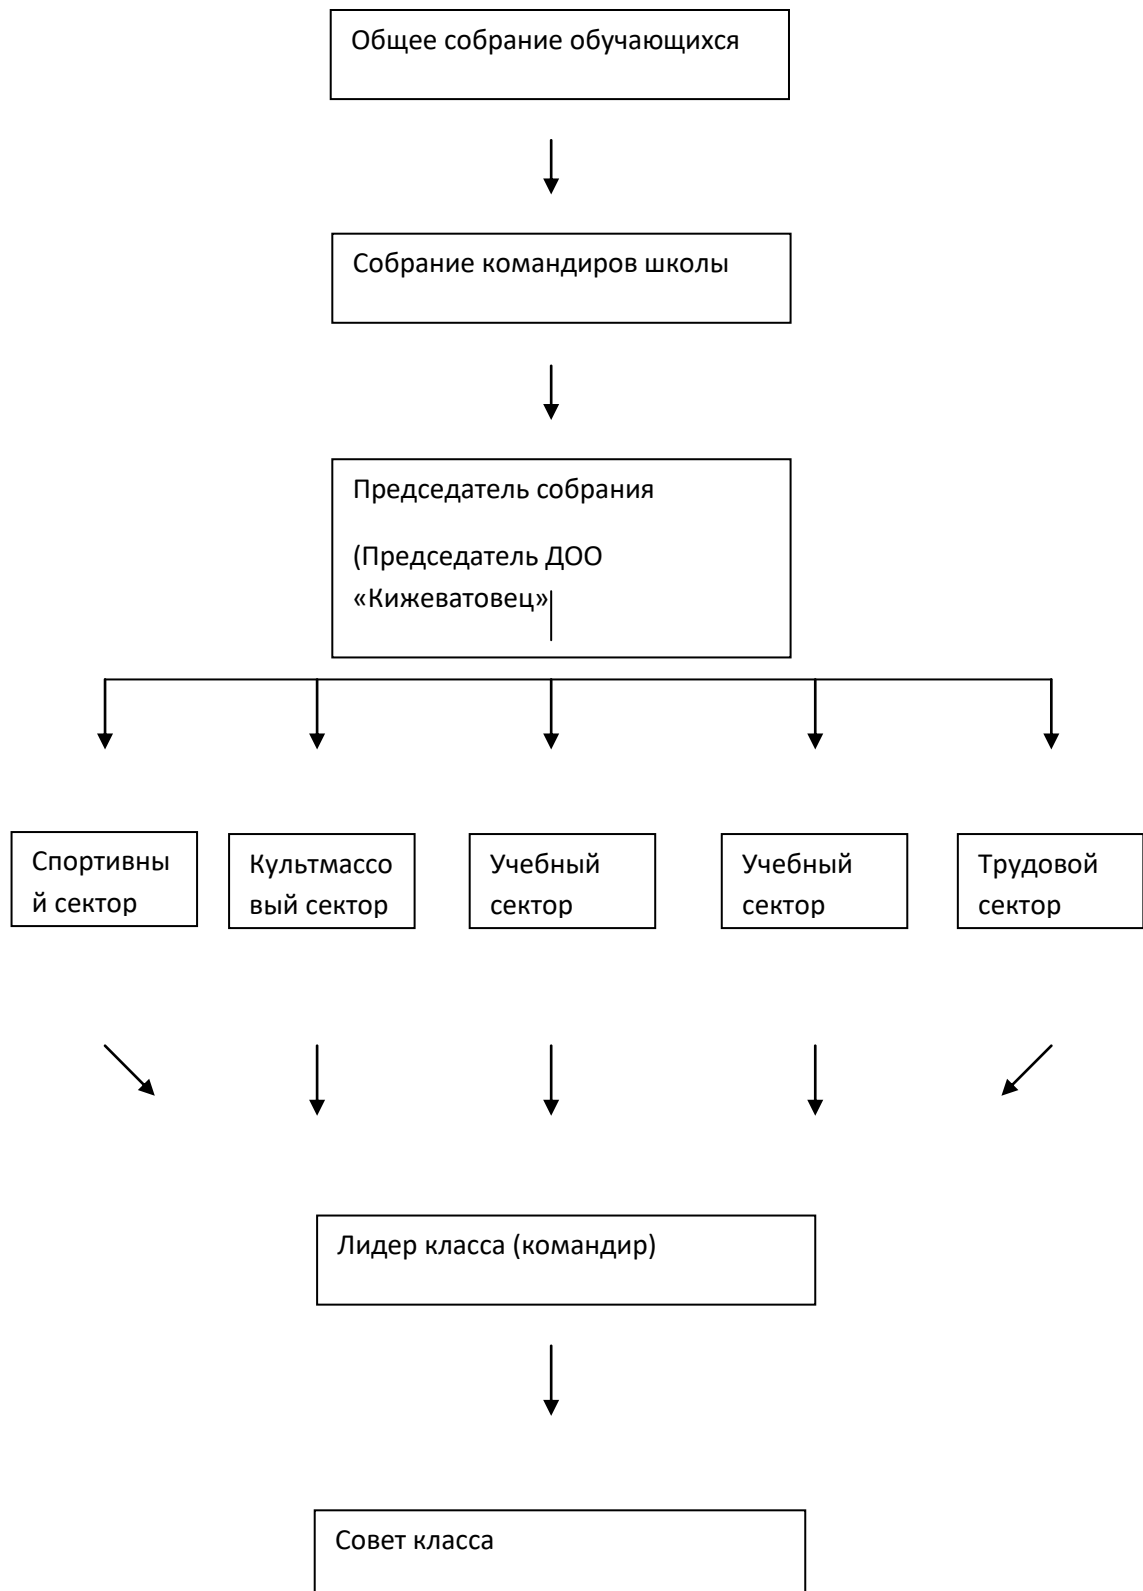 Общее собрание обучающихся
Собрание командиров школы
Председатель собрания
(Председатель ДОО
«Кижеватовец»
Спортивны
й сектор
Культмассо
вый сектор
Учебный
сектор
Учебный
сектор
Трудовой
сектор
Лидер класса (командир)
Совет класса